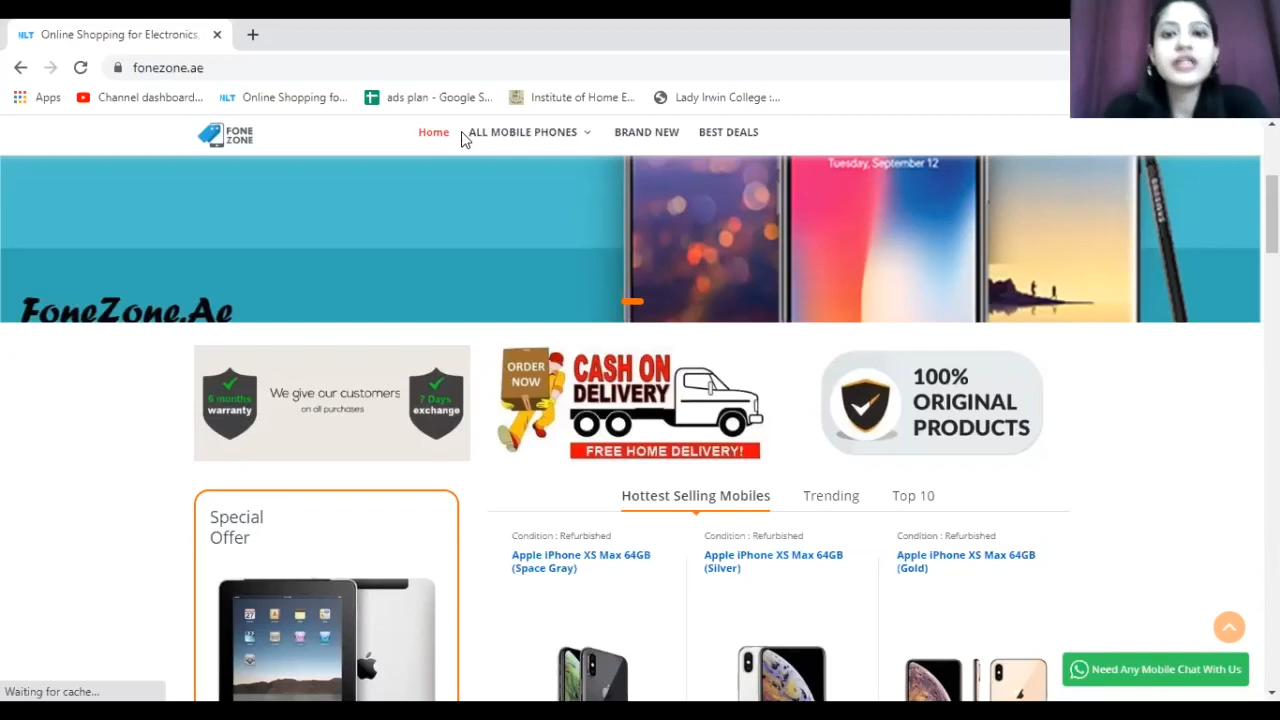 NLT Online Shopping for Electronics,
fonezone.ae
Apps Channel dashboard... NLT Online Shopping fo... ads plan - Google S... Institute of Home E... Lady Irwin College :...
FONE
ZONE
Home ALL MOBILE PHONES BRAND NEW BEST DEALS
Tuesday, September 12
SAMSUNG
FoneZone.Ae
6 months
warranty
We give our customers
on all purchases
7 Days
exchange
ORDER
NOW
CASH ON
DELIVERY
FREE HOME DELIVERY!
100%
ORIGINAL
PRODUCTS
Special
Offer
Hottest Selling Mobiles Trending Top 10
Condition : Refurbished
Apple iPhone XS Max 64GB
(Space Gray)
Condition : Refurbished
Apple iPhone XS Max 64GB
(Silver)
Condition : Refurbished
Apple iPhone XS Max 64GB
(Gold)
Need Any Mobile Chat With Us
Waiting for cache...